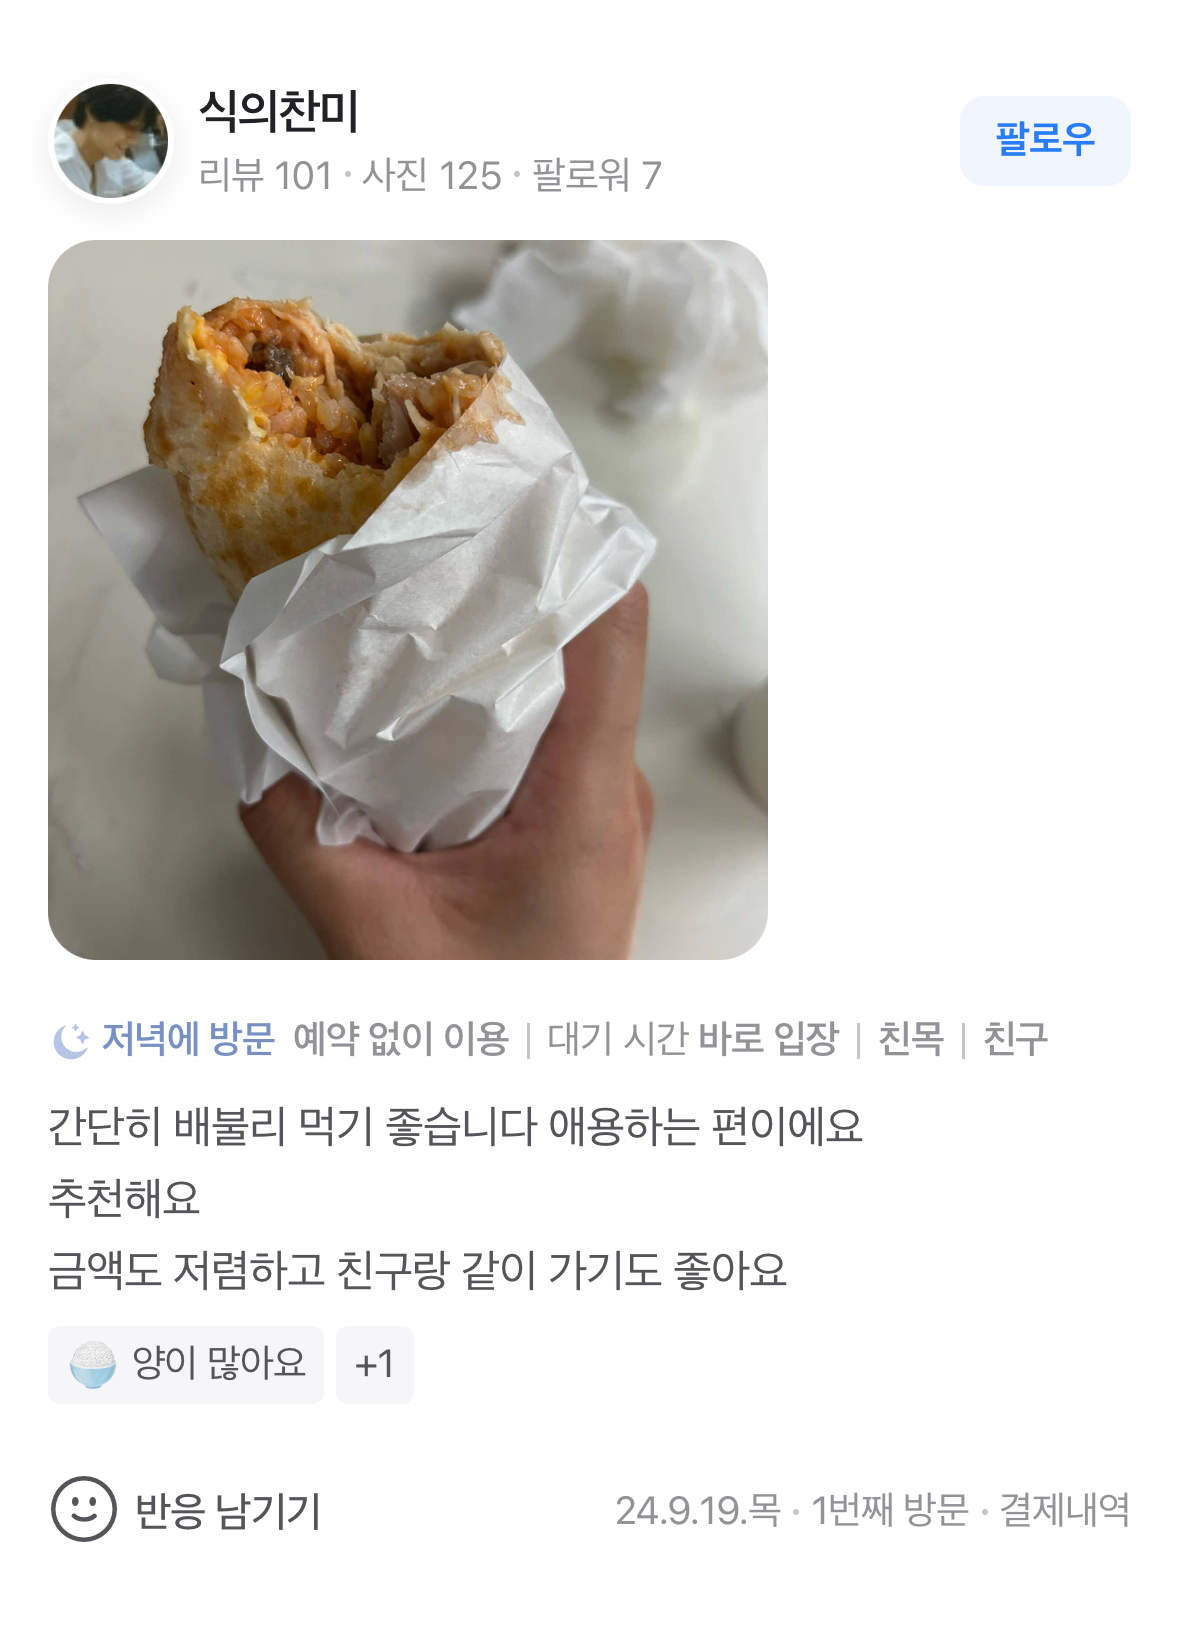 식의찬미
리뷰 101 · 사진 125 · 팔로워 7
팔로우
저녁에 방문 예약 없이 이용 | 대기 시간 바로 입장 | 친목 | 친구
간단히 배불리 먹기 좋습니다 애용하는 편이에요
추천해요
금액도 저렴하고 친구랑 같이 가기도 좋아요
양이 많아요 +1
반응 남기기
24.9.19.목 · 1번째 방문 · 결제내역